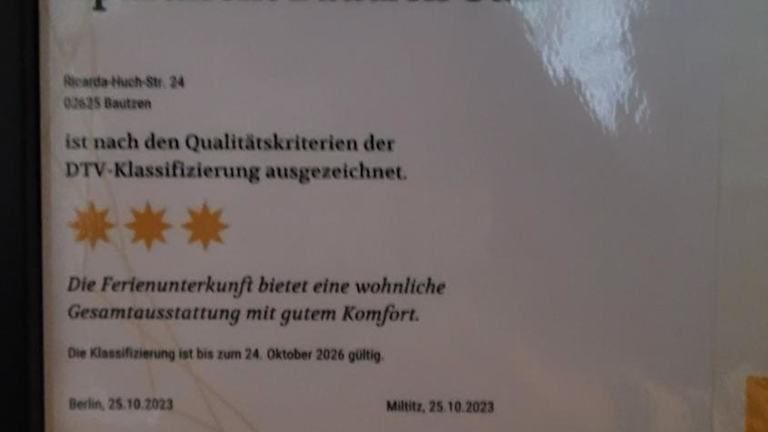 Ricarda-Huch-Str. 24
02625 Bautzen
ist nach den Qualitätskriterien der
DTV-Klassifizierung ausgezeichnet.
Die Ferienunterkunft bietet eine wohnliche
Gesamtausstattung mit gutem Komfort.
Die Klassifizierung ist bis zum 24. Oktober 2026 gültig.
Berlin, 25.10.2023
Miltitz, 25.10.2023